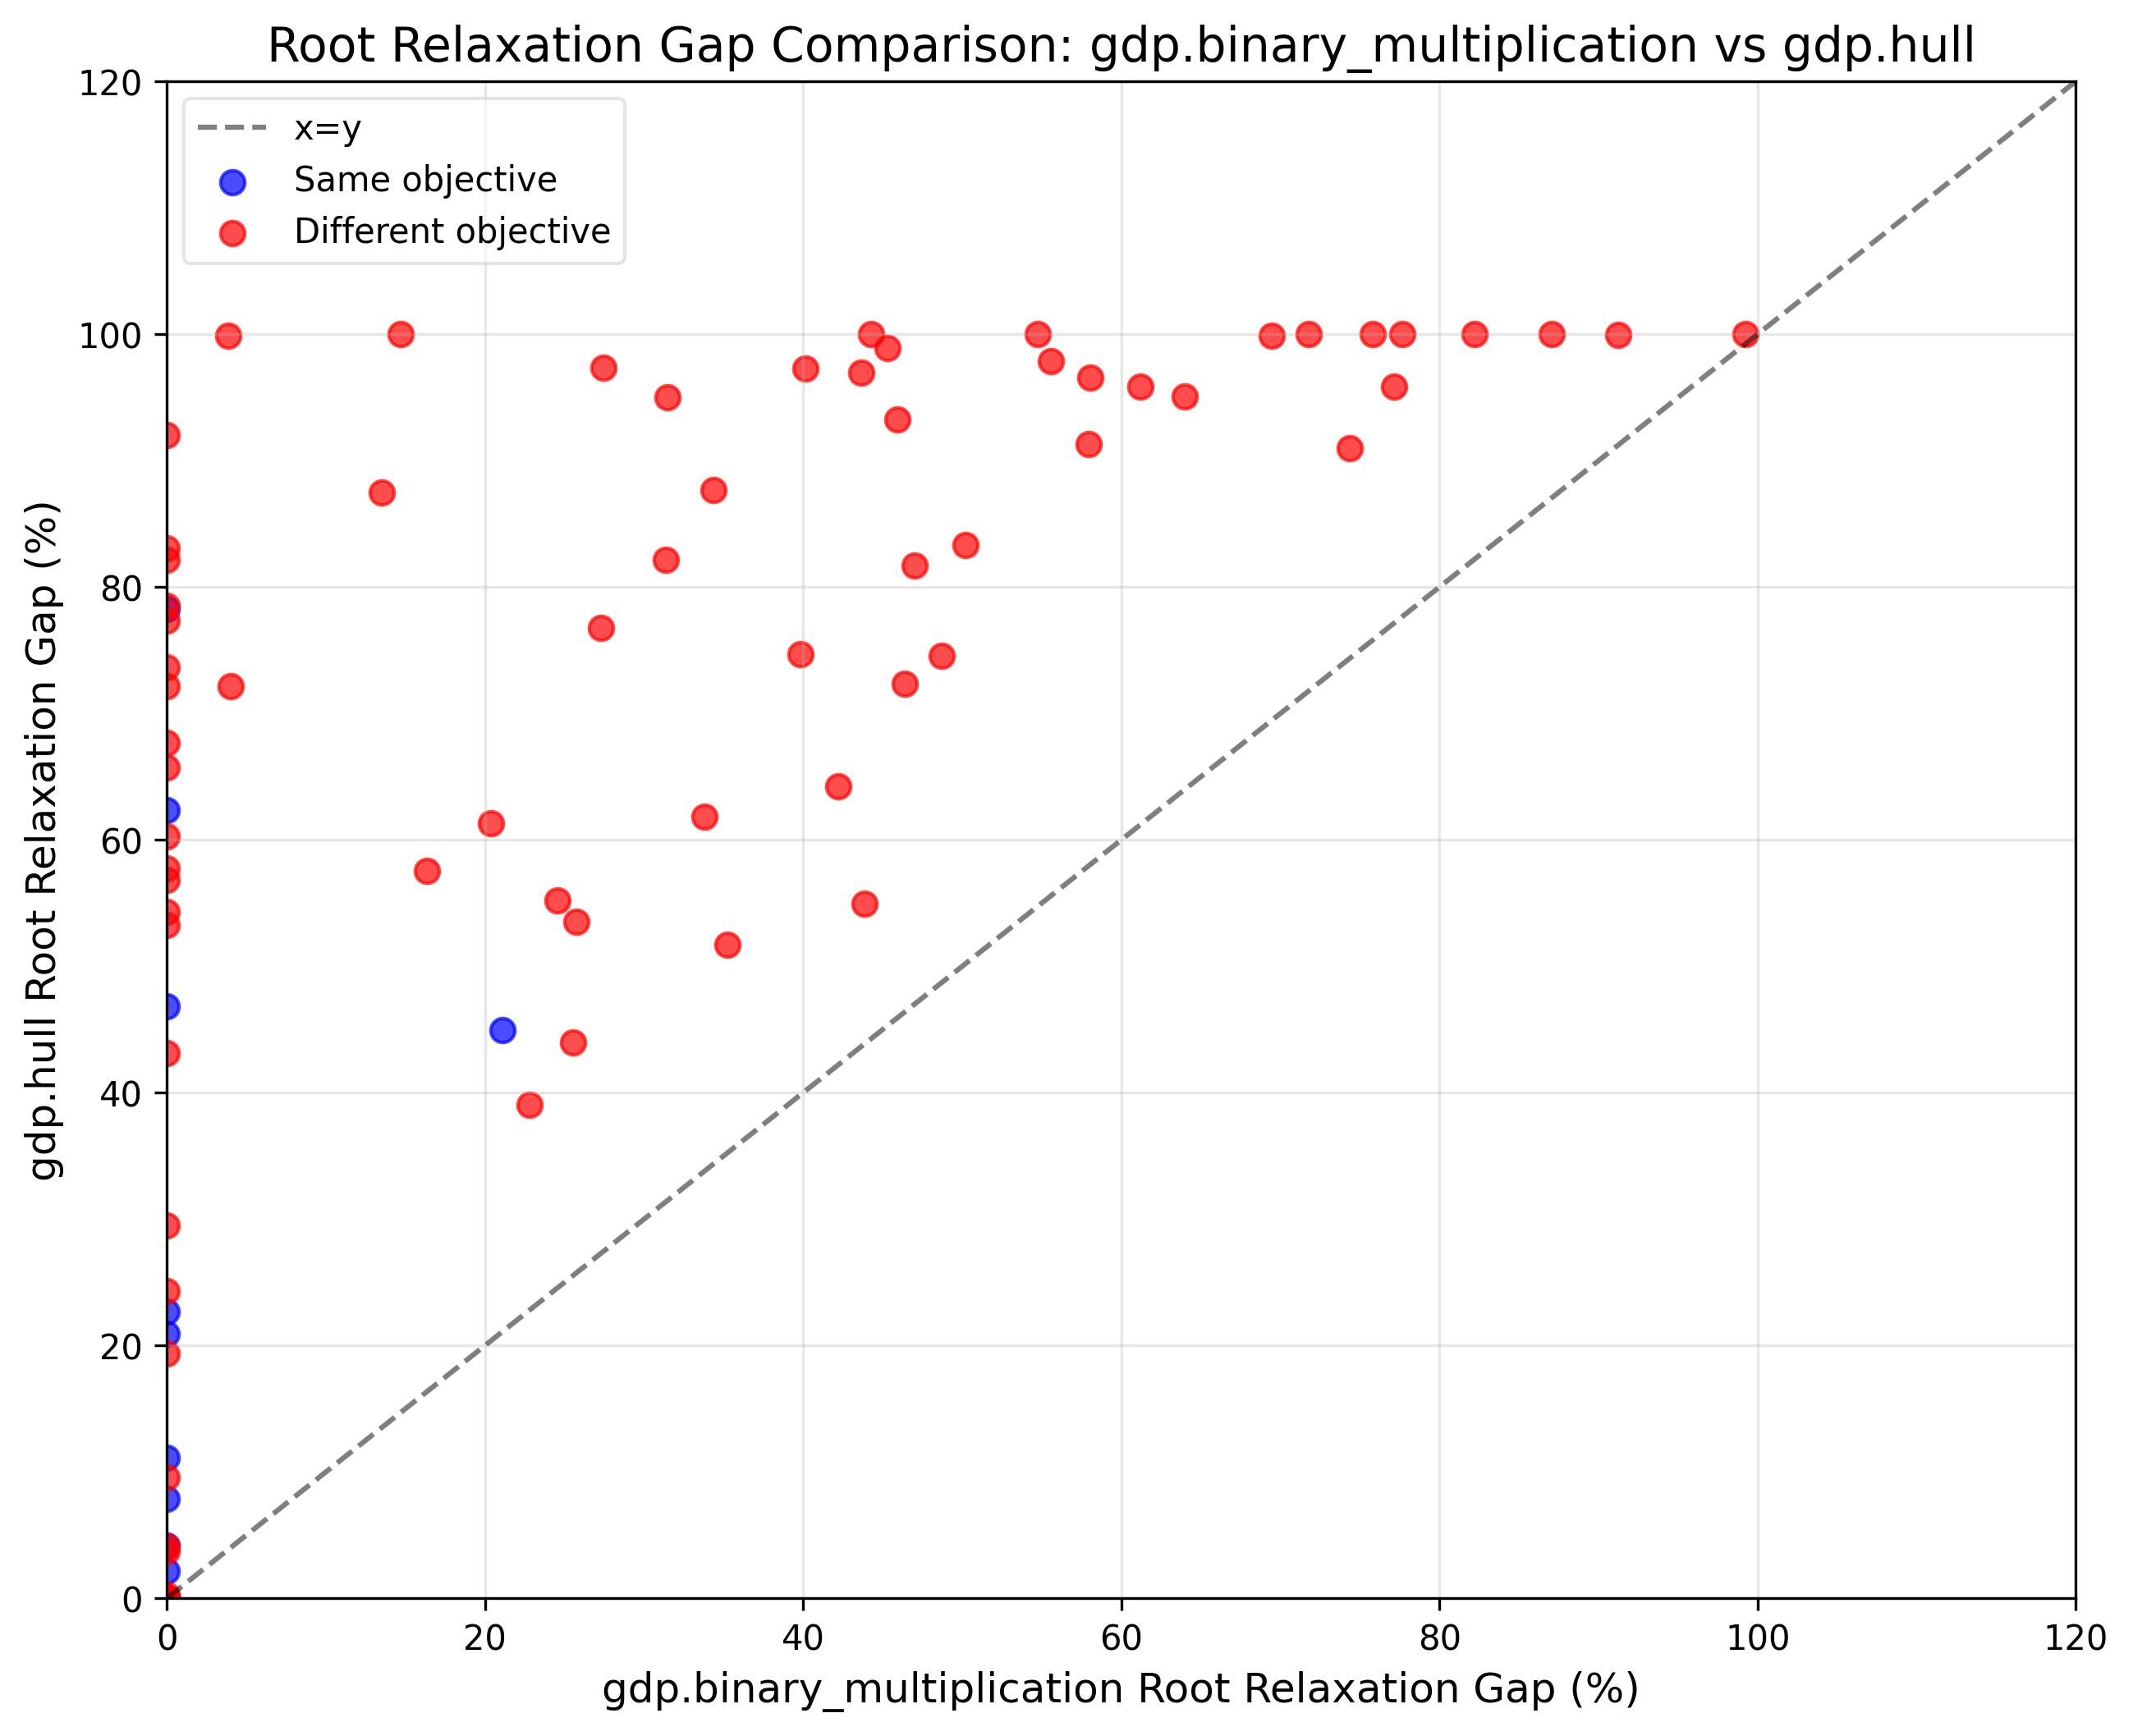 Root Relaxation Gap Comparison: gdp.binary_multiplication vs gdp.hull
x=y
Same objective
Different objective
gdp.hull Root Relaxation Gap (%)
120
100
80
60
40
20
0
0 20 40 60 80 100 120
gdp.binary_multiplication Root Relaxation Gap (%)